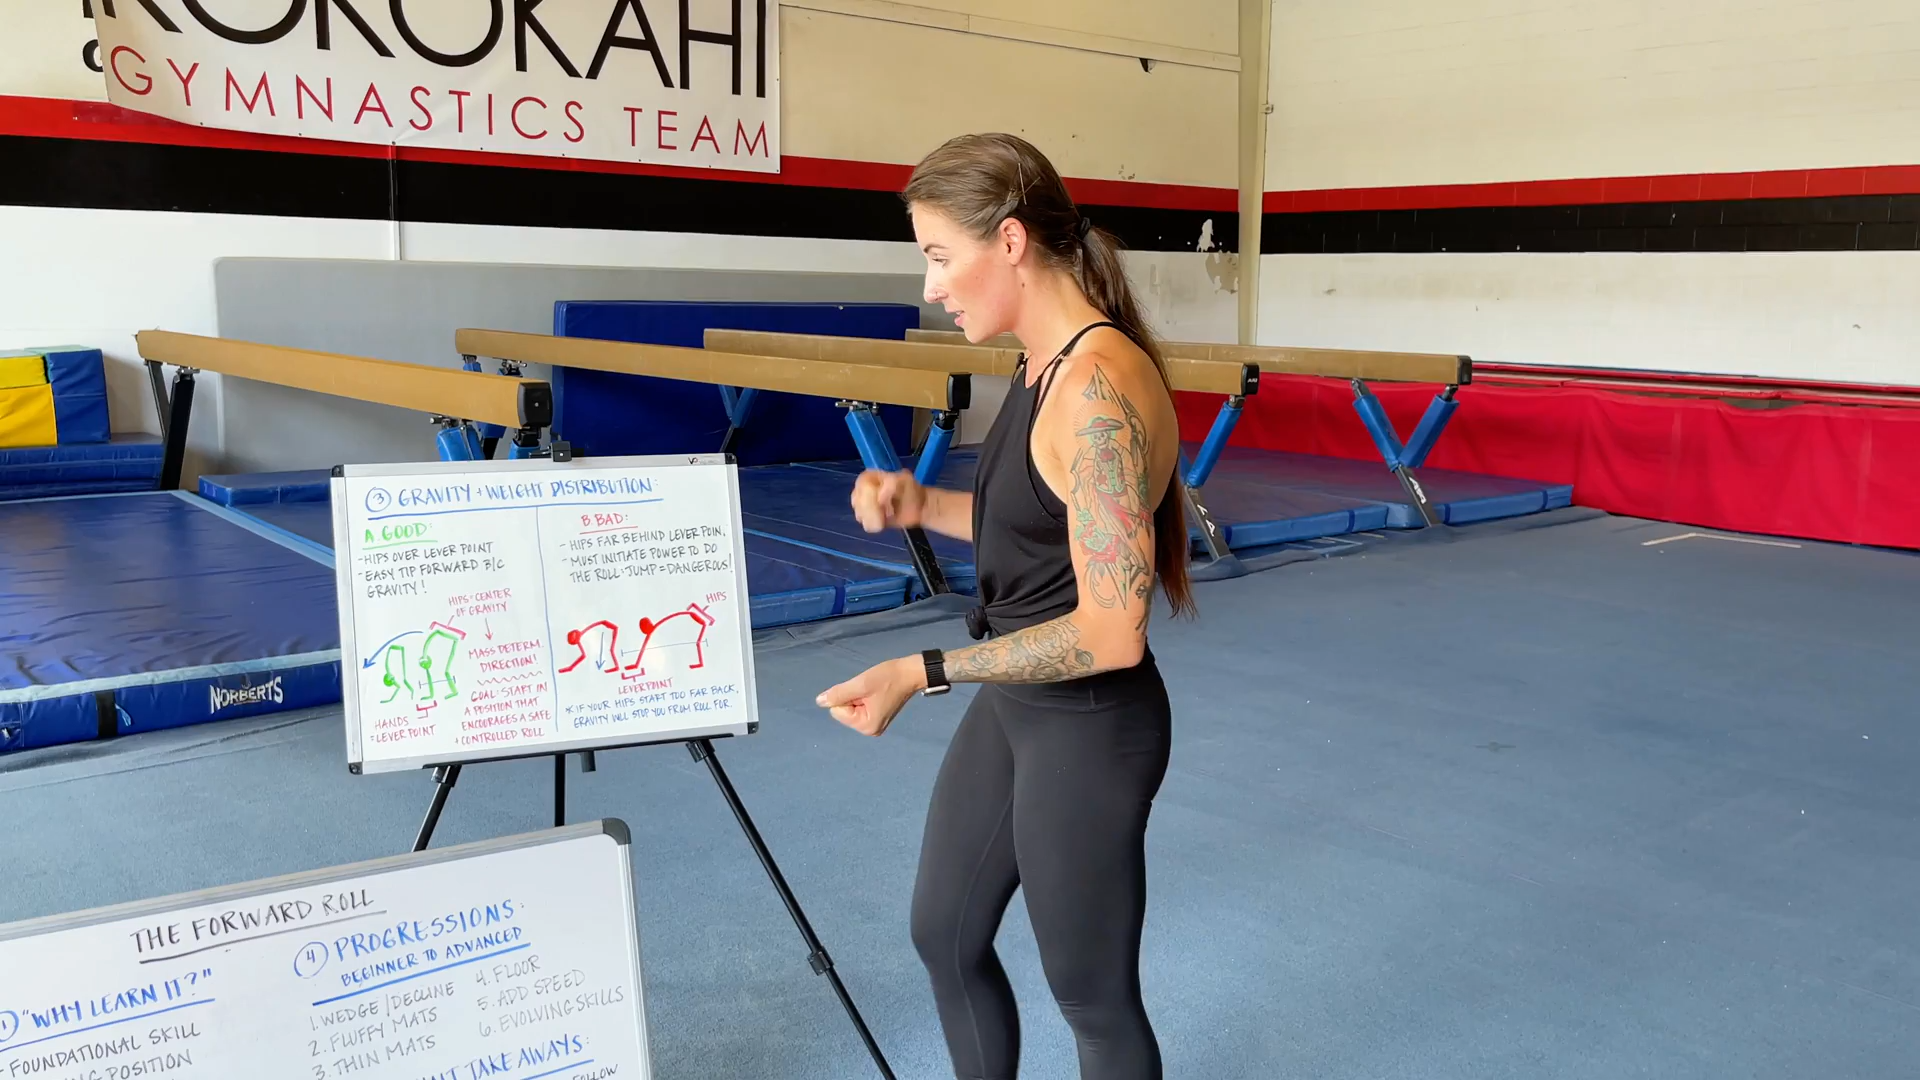 KOKOKAHI
GYMNASTICS TEAM
③ GRAVITY + WEIGHT DISTRIBUTION:
A. GOOD:
- HIPS OVER LEVER POINT
- EASY TIP FORWARD B/C
GRAVITY!
HIPS = CENTER
OF GRAVITY
MASS DETERM.
DIRECTION!
GOAL: START IN
A POSITION THAT
ENCOURAGES A SAFE
+ CONTROLLED ROLL
HANDS
= LEVER POINT
B BAD:
- HIPS FAR BEHIND LEVER POIN.
- MUST INITIATE POWER TO DO
THE ROLL: JUMP = DANGEROUS!
HIPS
LEVER POINT
* IF YOUR HIPS START TOO FAR BACK,
GRAVITY WILL STOP YOU FROM ROLL FOR.
NORBERTS
THE FORWARD ROLL
1 "WHY LEARN IT?"
- FOUNDATIONAL SKILL
POSITION
④ PROGRESSIONS:
BEGINNER TO ADVANCED
1. WEDGE / DECLINE
2. FLUFFY MATS
3. THIN MATS
4. FLOOR
5. ADD SPEED
6. EVOLVING SKILLS
TAKE AWAYS:
FOLLOW